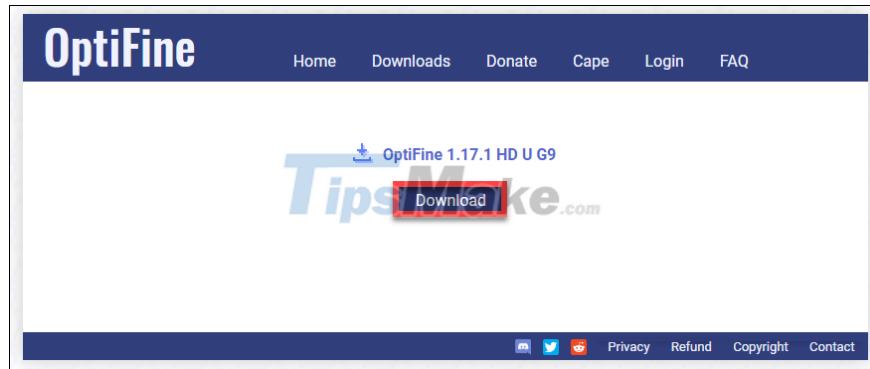 OptiFine
Home Downloads Donate Cape Login FAQ
OptiFine 1.17.1 HD U G9
TipsMake.com
Download
Privacy Refund Copyright Contact